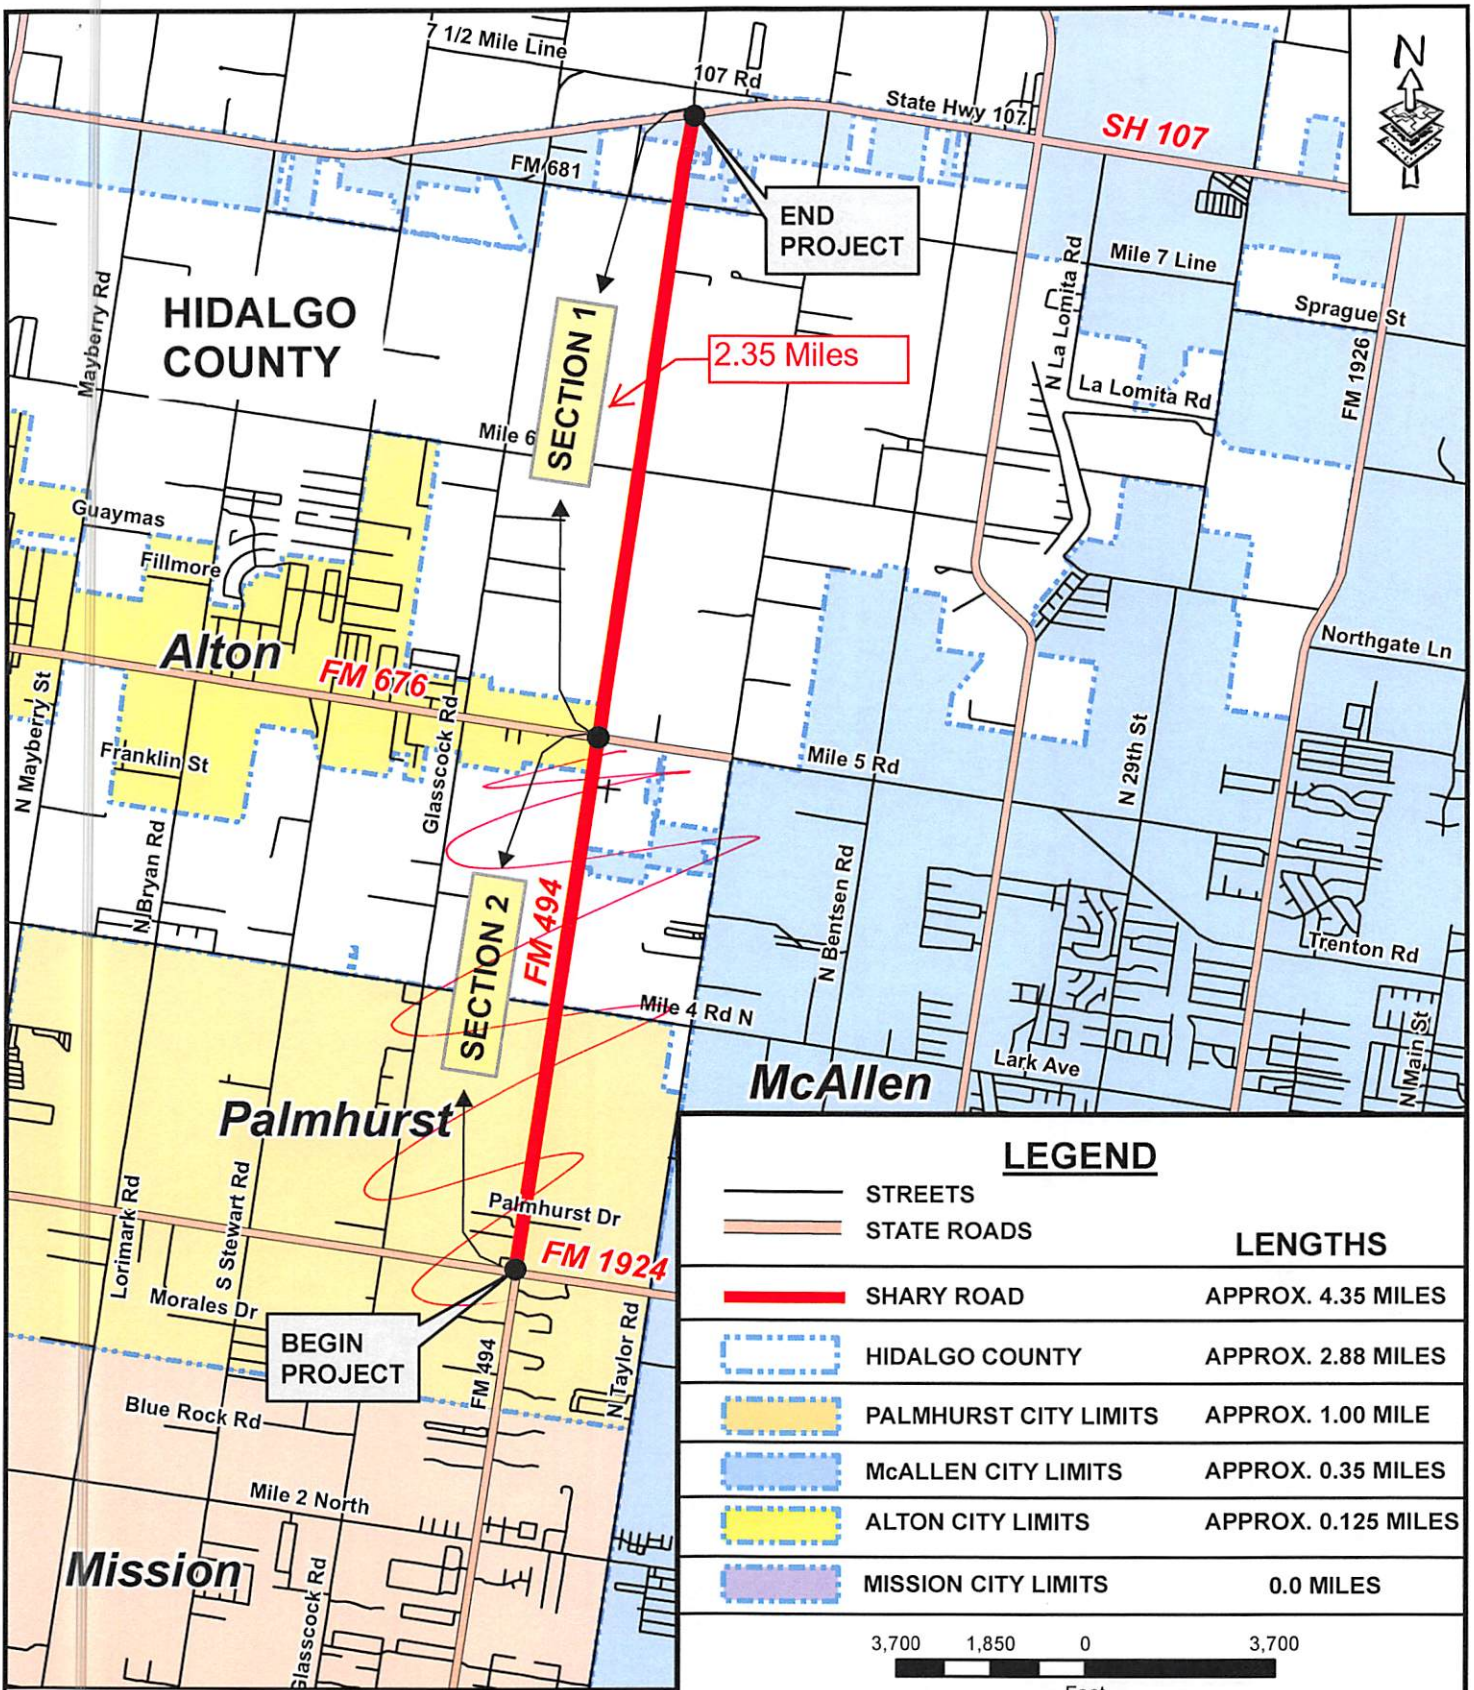 7 1/2 Mile Line
107 Rd
State Hwy 107
SH 107
N
FM 681
END
PROJECT
Mile 7 Line
N La Lomita Rd
Sprague St
Mayberry Rd
HIDALGO
COUNTY
SECTION 1
2.35 Miles
La Lomita Rd
FM 1926
Mile 6
Guaymas
Fillmore
Alton
FM 676
Northgate Ln
N Mayberry St
Franklin St
Glasscock Rd
Mile 5 Rd
N 29th St
N Bryan Rd
SECTION 2
FM 494
N Bentsen Rd
Trenton Rd
Mile 4 Rd N
Lark Ave
N Main St
McAllen
Palmhurst
Lorimark Rd
S Stewart Rd
Palmhurst Dr
FM 1924
Morales Dr
BEGIN
PROJECT
FM 494
N Taylor Rd
Blue Rock Rd
Mile 2 North
Mission
Glasscock Rd
LEGEND
STREETS
STATE ROADS
LENGTHS
SHARY ROAD APPROX. 4.35 MILES
HIDALGO COUNTY APPROX. 2.88 MILES
PALMHURST CITY LIMITS APPROX. 1.00 MILE
McALLEN CITY LIMITS APPROX. 0.35 MILES
ALTON CITY LIMITS APPROX. 0.125 MILES
MISSION CITY LIMITS 0.0 MILES
3,700 1,850 0 3,700
Feet